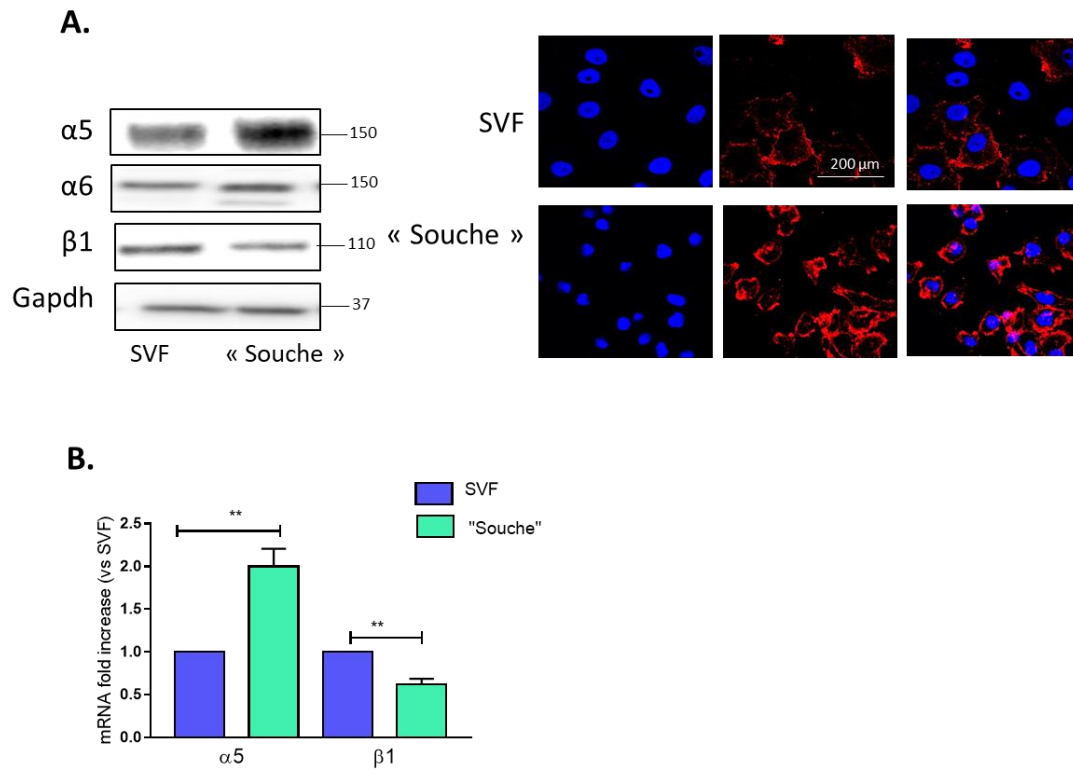 A.
α5
150
α6
150
β1
110
Gapdh
37
SVF
« Souche »
SVF
200 µm
« Souche »
B.
SVF
"Souche"
mRNA fold increase (vs SVF)
2.5
2.0
1.5
1.0
0.5
0.0
**
**
α5
β1